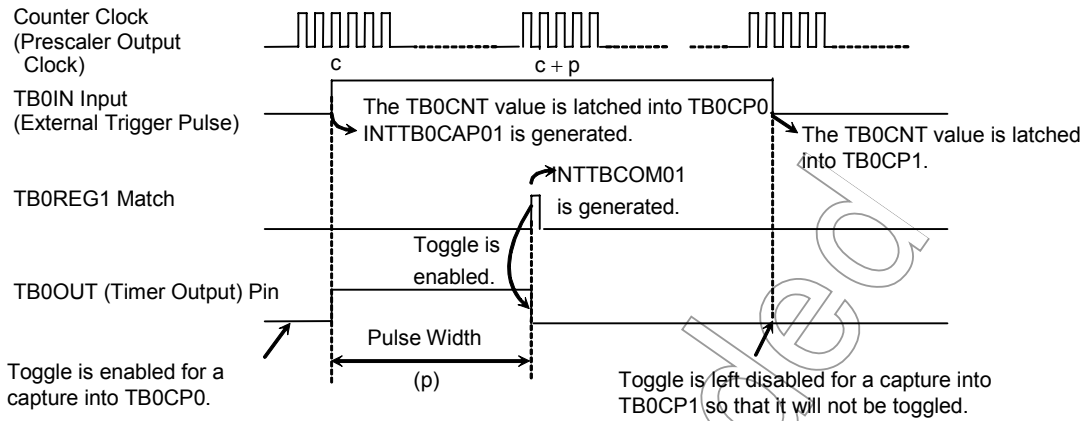 Counter Clock
(Prescaler Output
Clock)
c
c + p
TB0IN Input
(External Trigger Pulse)
The TB0CNT value is latched into TB0CP0
INTTB0CAP01 is generated.
The TB0CNT value is latched
into TB0CP1.
TB0REG1 Match
INTTBCOM01
is generated.
Toggle is
enabled.
TB0OUT (Timer Output) Pin
Pulse Width
(p)
Toggle is enabled for a
capture into TB0CP0.
Toggle is left disabled for a capture into
TB0CP1 so that it will not be toggled.
ded